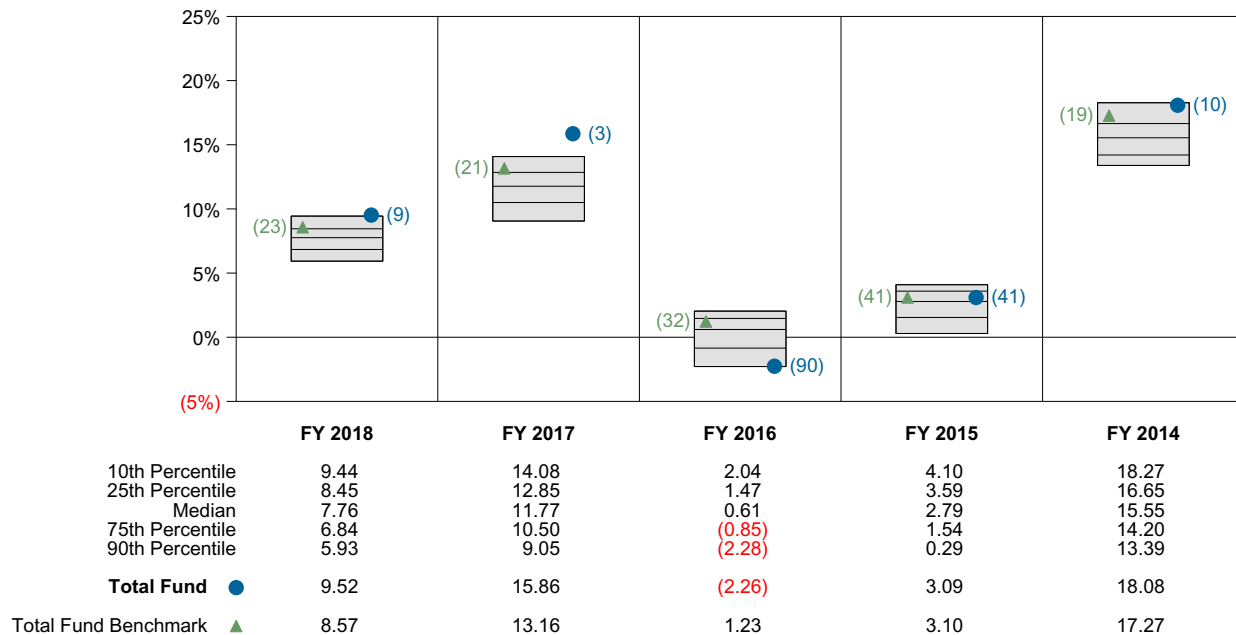 25%
20%
15%
10%
5%
0%
(5%)
(23) (9)
(21) (3)
(32) (90)
(41) (41)
(19) (10)
FY 2018 FY 2017 FY 2016 FY 2015 FY 2014
10th Percentile 9.44 14.08 2.04 4.10 18.27
25th Percentile 8.45 12.85 1.47 3.59 16.65
Median 7.76 11.77 0.61 2.79 15.55
75th Percentile 6.84 10.50 (0.85) 1.54 14.20
90th Percentile 5.93 9.05 (2.28) 0.29 13.39
Total Fund 9.52 15.86 (2.26) 3.09 18.08
Total Fund Benchmark 8.57 13.16 1.23 3.10 17.27